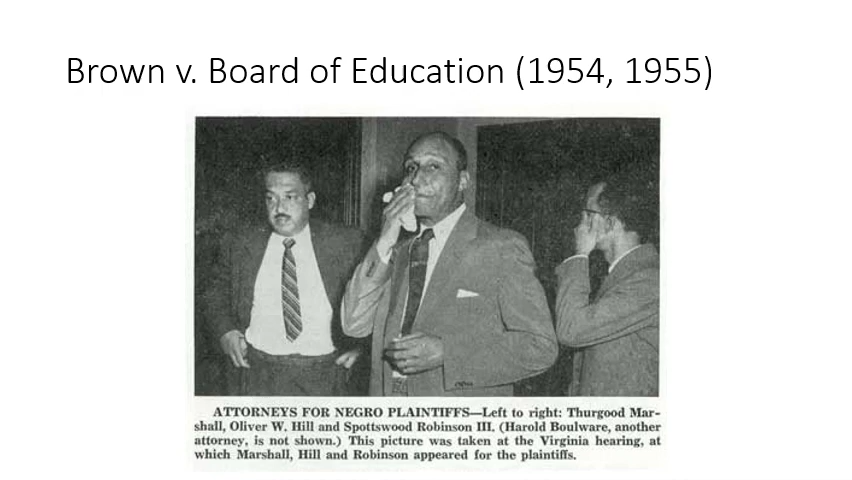 Brown v. Board of Education (1954, 1955)
ATTORNEYS FOR NEGRO PLAINTIFFS—Left to right: Thurgood Mar-
shall, Oliver W. Hill and Spottswood Robinson III. (Harold Boulware, another
attorney, is not shown.) This picture was taken at the Virginia hearing, at
which Marshall, Hill and Robinson appeared for the plaintiffs.